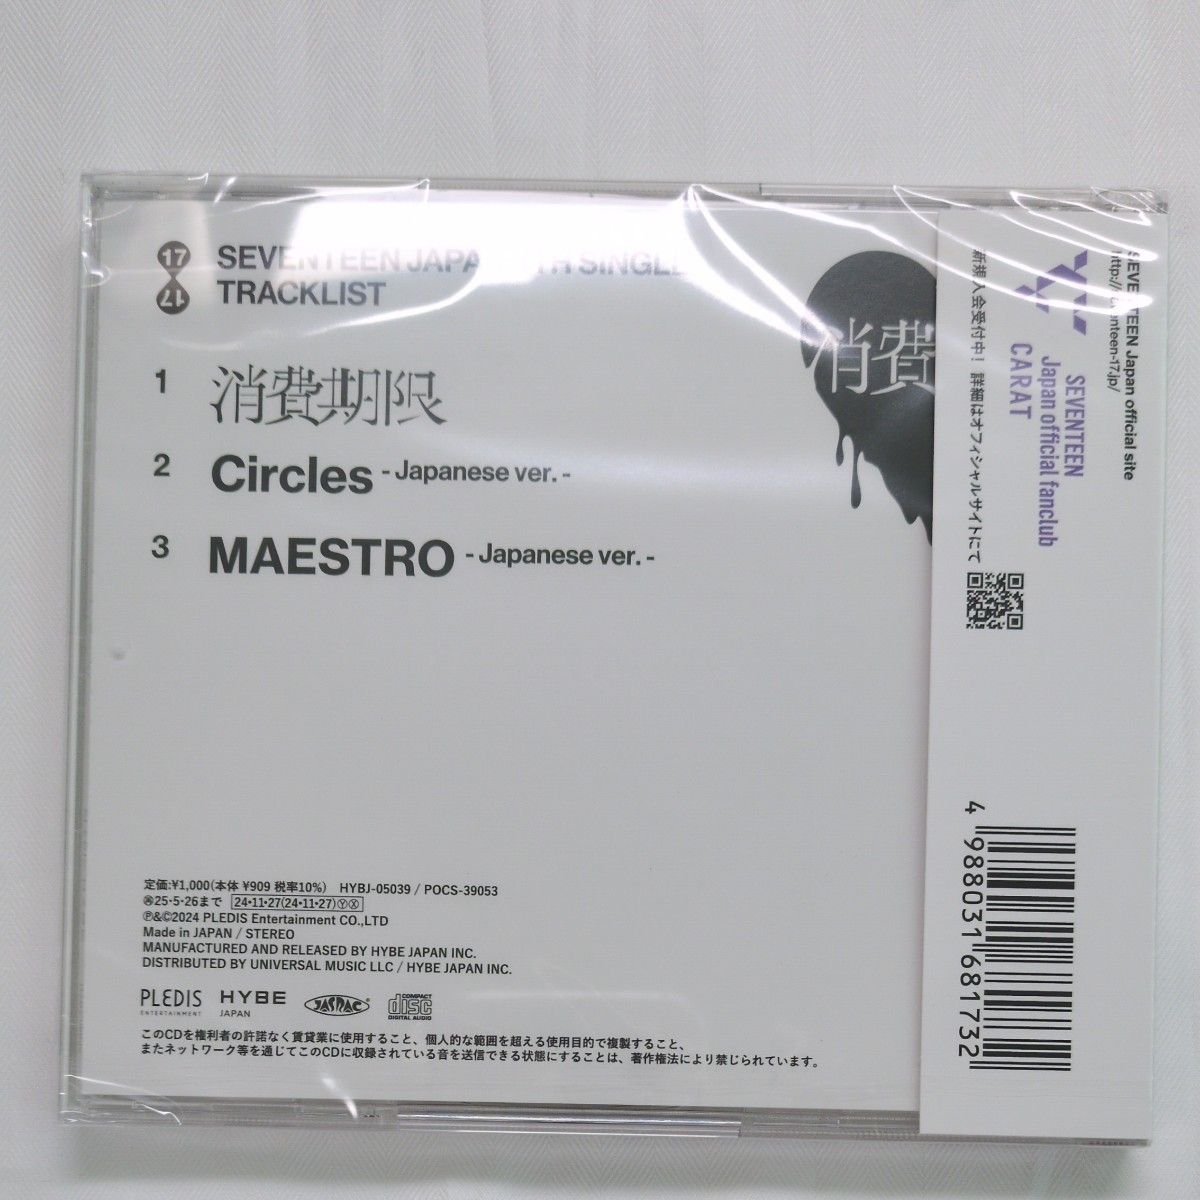 17
17
SEVENTEEN JAPAN 4TH SINGLE
TRACKLIST
1 消費期限
2 Circles - Japanese ver. -
3 MAESTRO - Japanese ver. -
消費
定価:¥1,000(本体 ¥909 税率10%) HYBJ-05039 / POCS-39053
㋮25・5・26まで 24・11・27(24・11・27)ⓎⓍ
℗&©2024 PLEDIS Entertainment CO.,LTD
Made in JAPAN / STEREO
MANUFACTURED AND RELEASED BY HYBE JAPAN INC.
DISTRIBUTED BY UNIVERSAL MUSIC LLC / HYBE JAPAN INC.
PLEDIS ENTERTAINMENT
HYBE JAPAN
JASRAC
COMPACT disc DIGITAL AUDIO
このCDを権利者の許諾なく賃貸業に使用すること、個人的な範囲を超える使用目的で複製すること、
またネットワーク等を通じてこのCDに収録されている音を送信できる状態にすることは、著作権法により禁じられています。
SEVENTEEN Japan official site
SEVENTEEN
Japan official fanclub
CARAT
新規入会受付中! 詳細はオフィシャルサイトにて
4 988031 681732